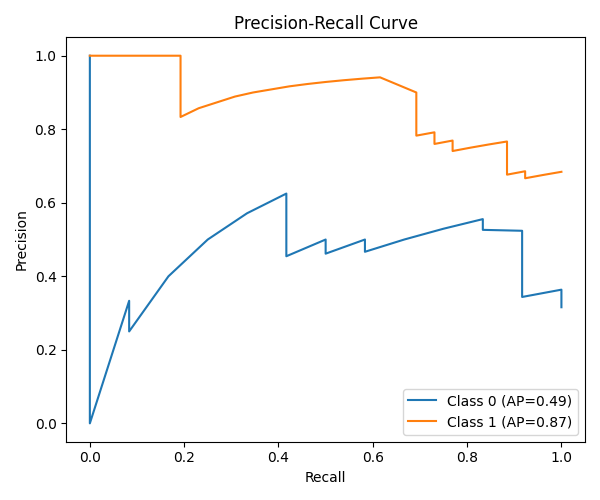 Precision-Recall Curve
Precision
1.0
0.8
0.6
0.4
0.2
0.0
0.0 0.2 0.4 0.6 0.8 1.0
Recall
Class 0 (AP=0.49)
Class 1 (AP=0.87)